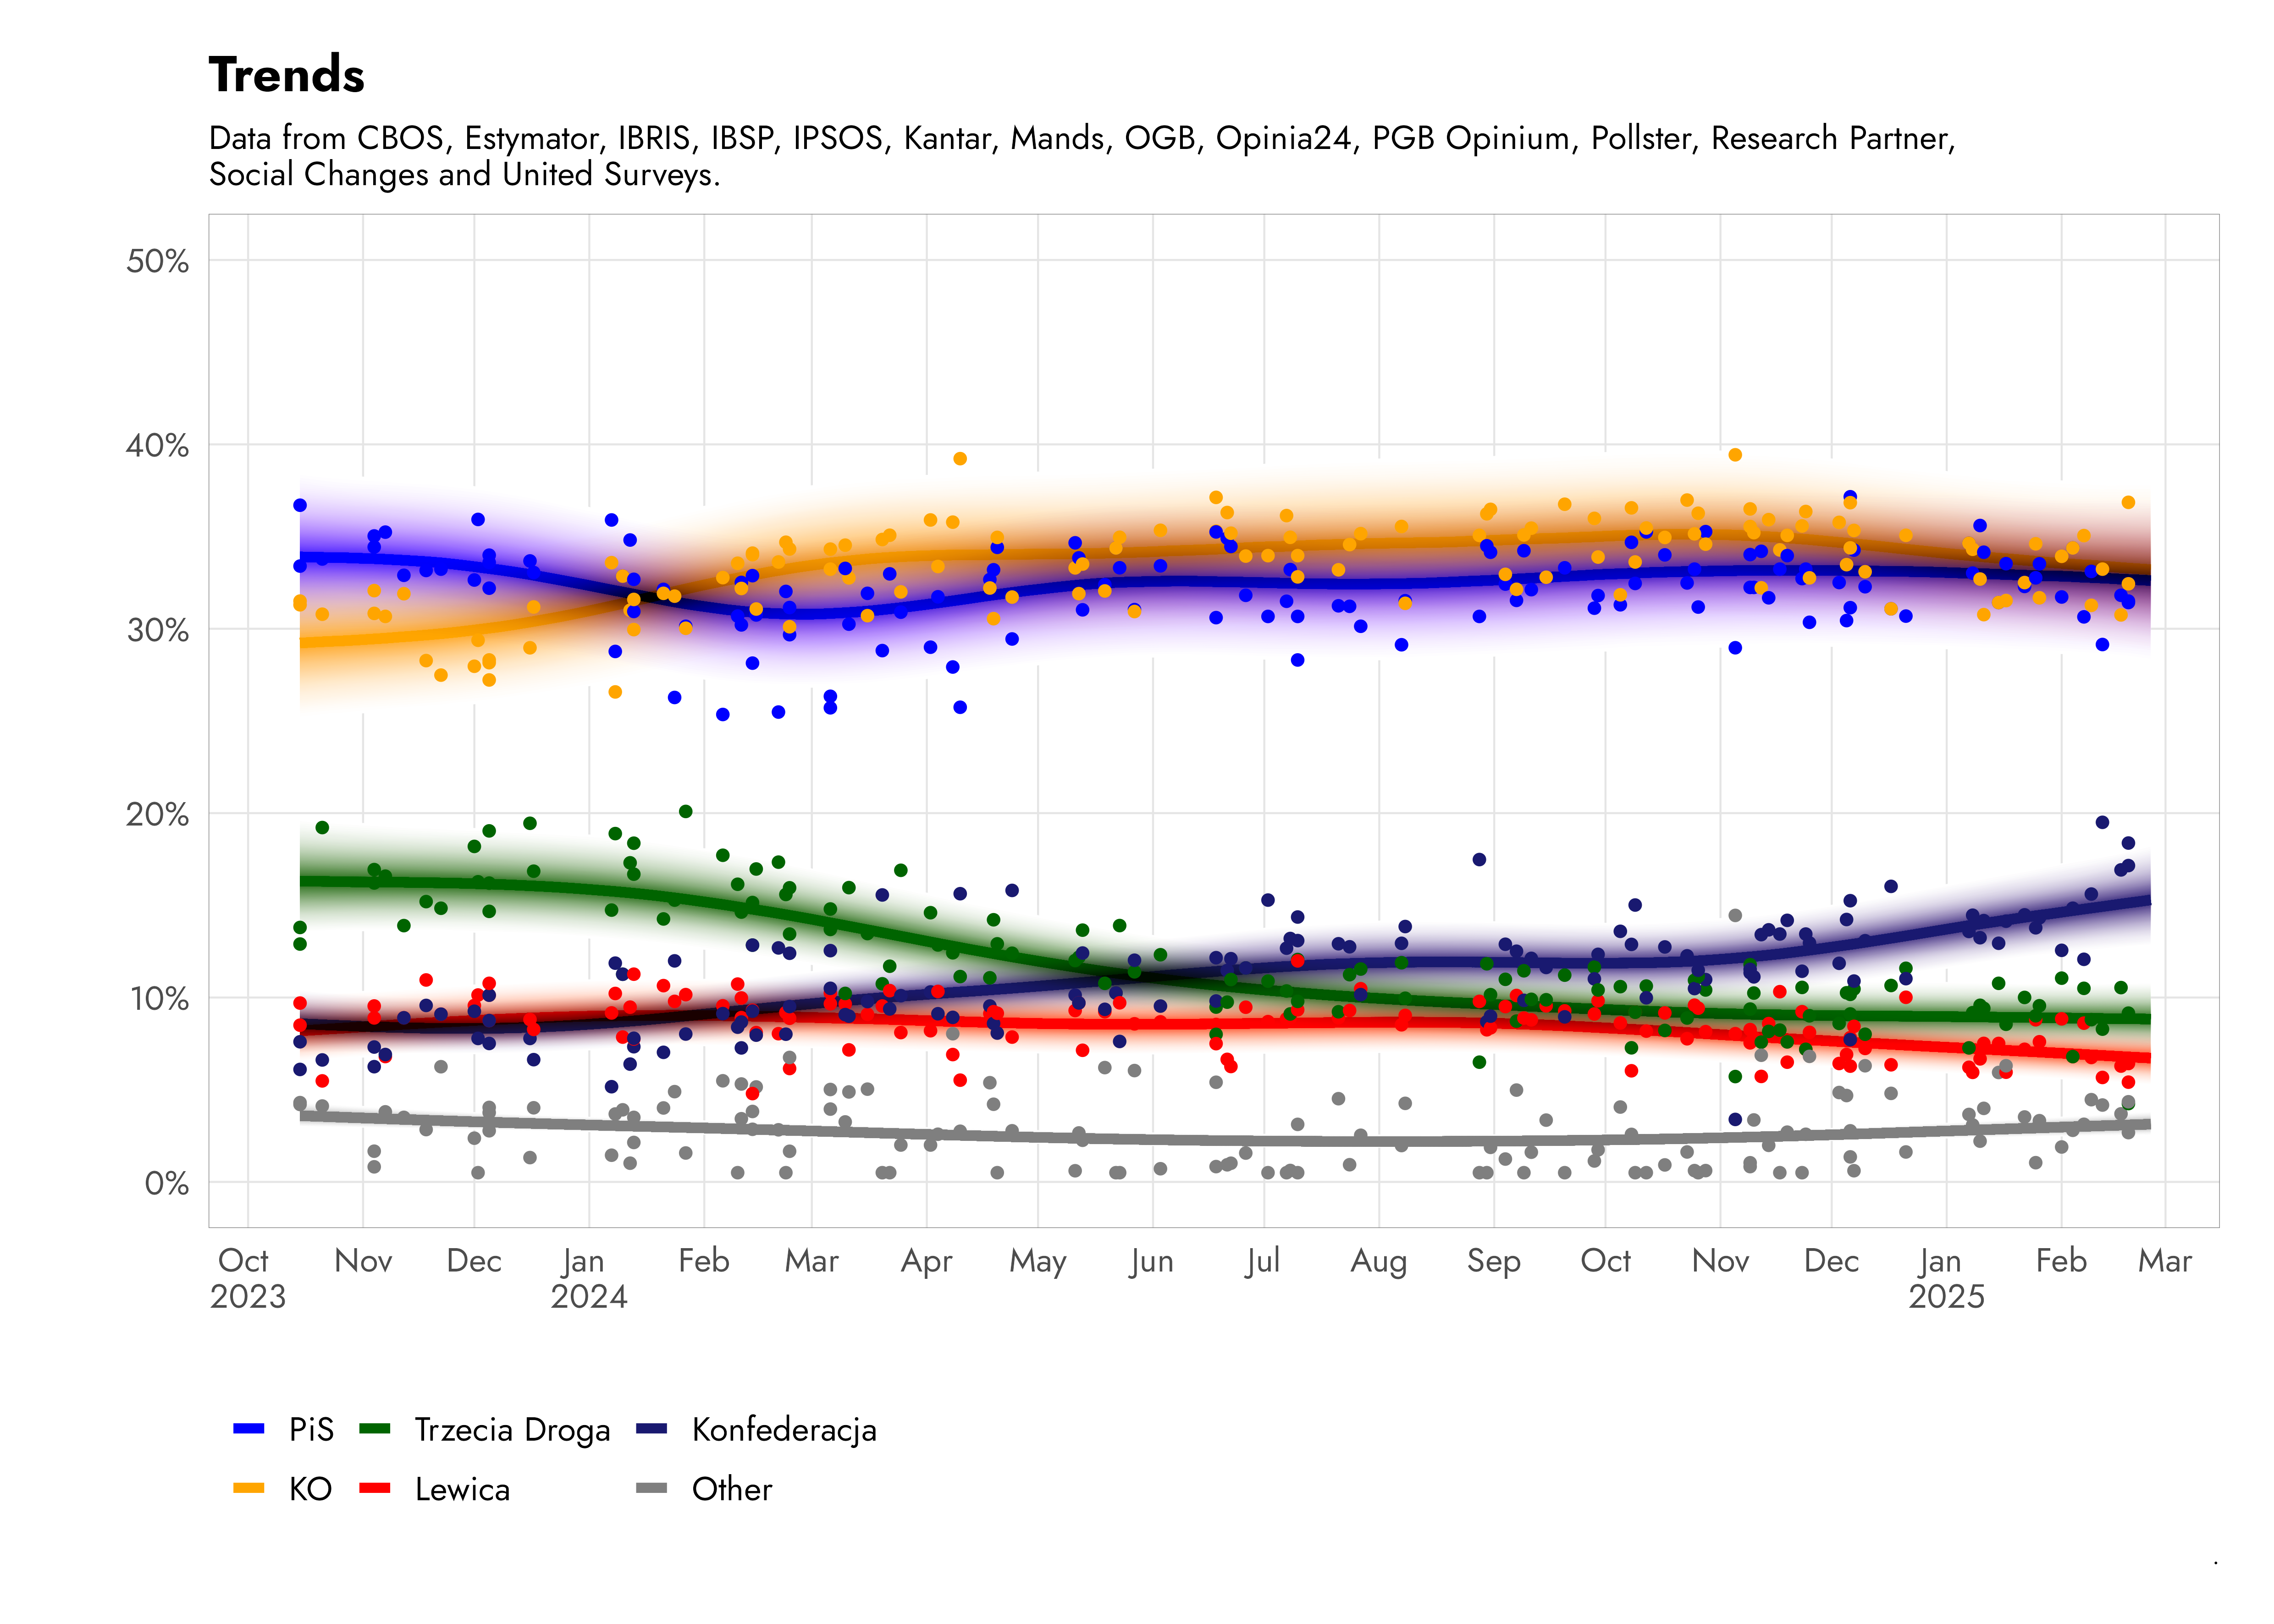 Trends
Data from CBOS, Estymator, IBRIS, IBSP, IPSOS, Kantar, Mands, OGB, Opinia24, PGB Opinium, Pollster, Research Partner,
Social Changes and United Surveys.
50%
40%
30%
20%
10%
0%
Oct Nov Dec Jan Feb Mar Apr May Jun Jul Aug Sep Oct Nov Dec Jan Feb Mar
2023 2024 2025
PiS Trzecia Droga Konfederacja
KO Lewica Other
.